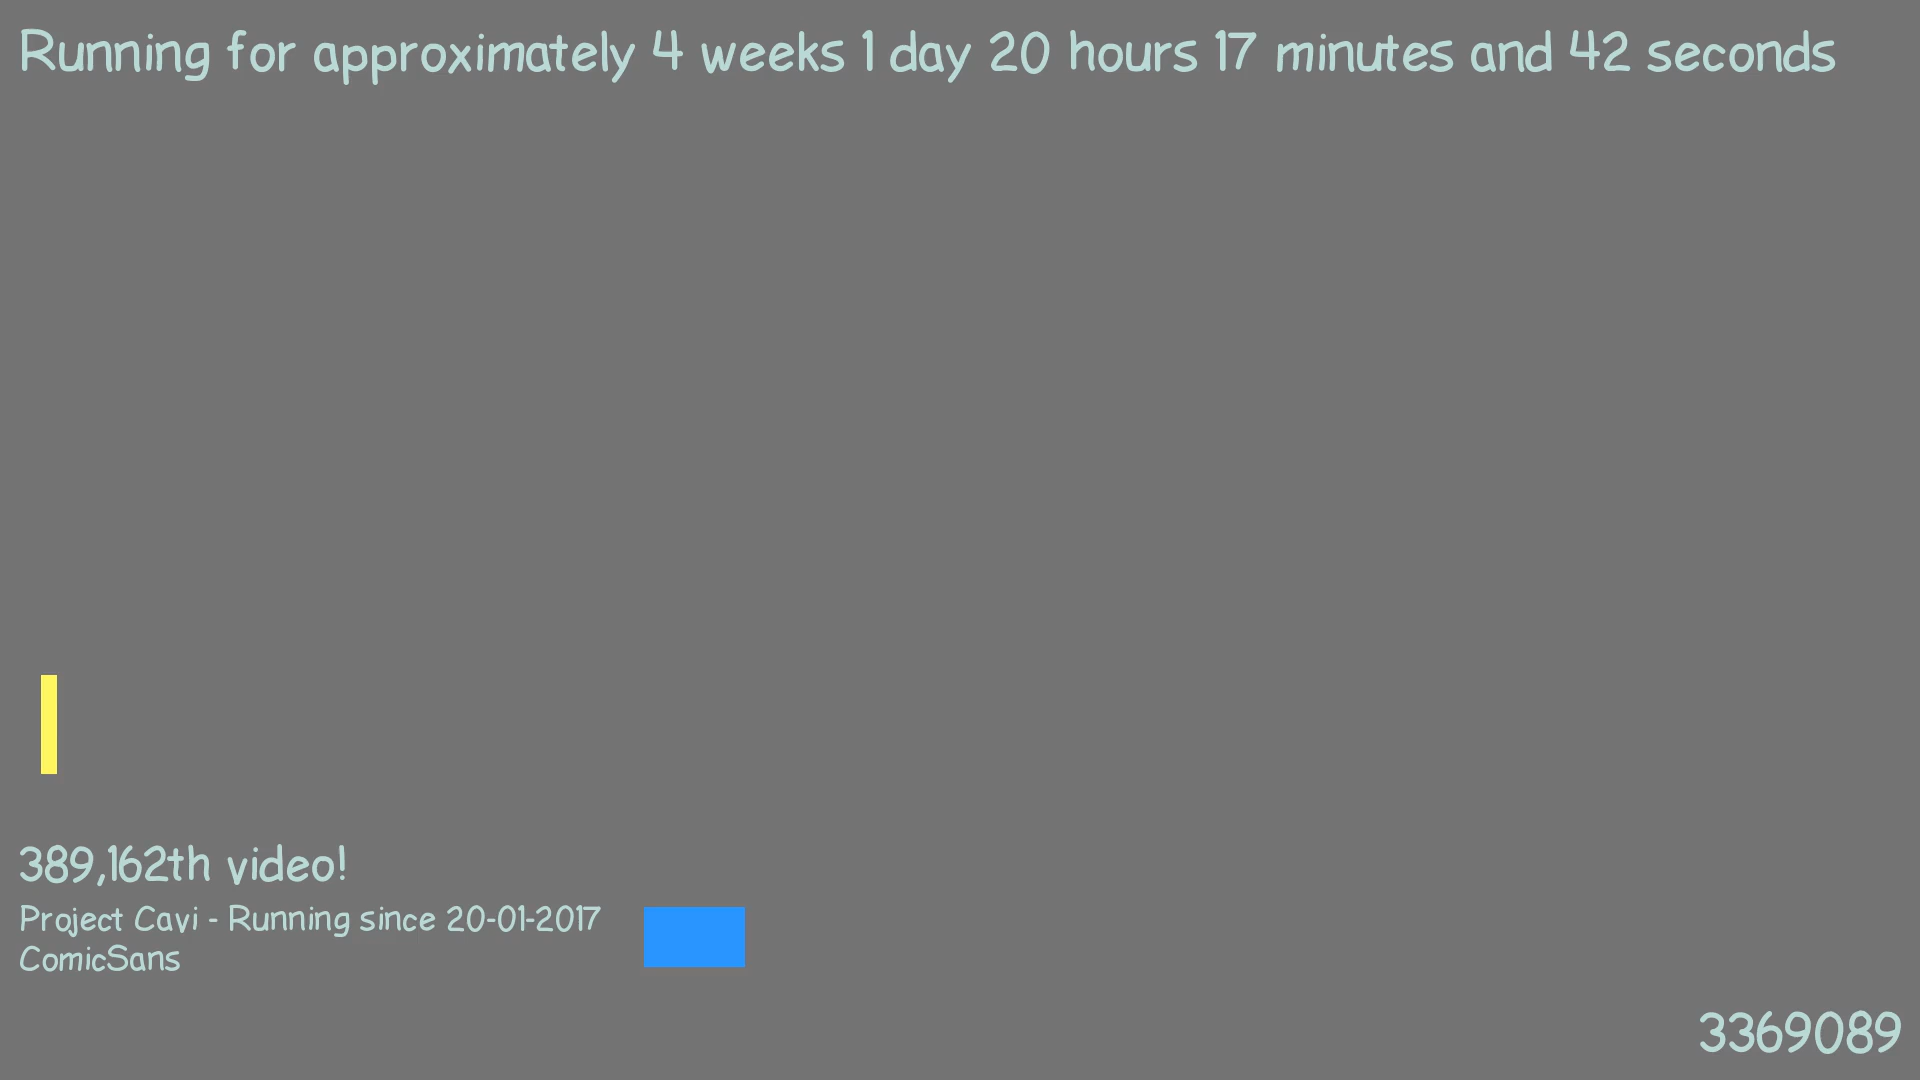 Running for approximately 4 weeks 1 day 20 hours 17 minutes and 42 seconds
389,162th video!
Project Cavi - Running since 20-01-2017
ComicSans
3369089